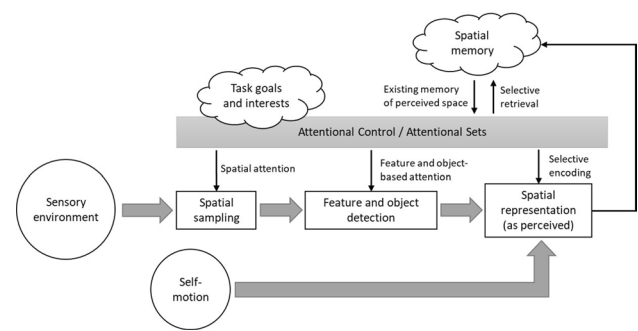 Spatial
memory
Task goals
and interests
Existing memory
of perceived space
Selective
retrieval
Attentional Control / Attentional Sets
Spatial attention
Feature and object-
based attention
Selective
encoding
Sensory
environment
Spatial
sampling
Feature and object
detection
Spatial
representation
(as perceived)
Self-
motion